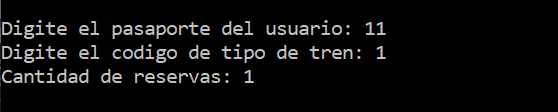 Digite el pasaporte del usuario: 11
Digite el codigo de tipo de tren: 1
Cantidad de reservas: 1